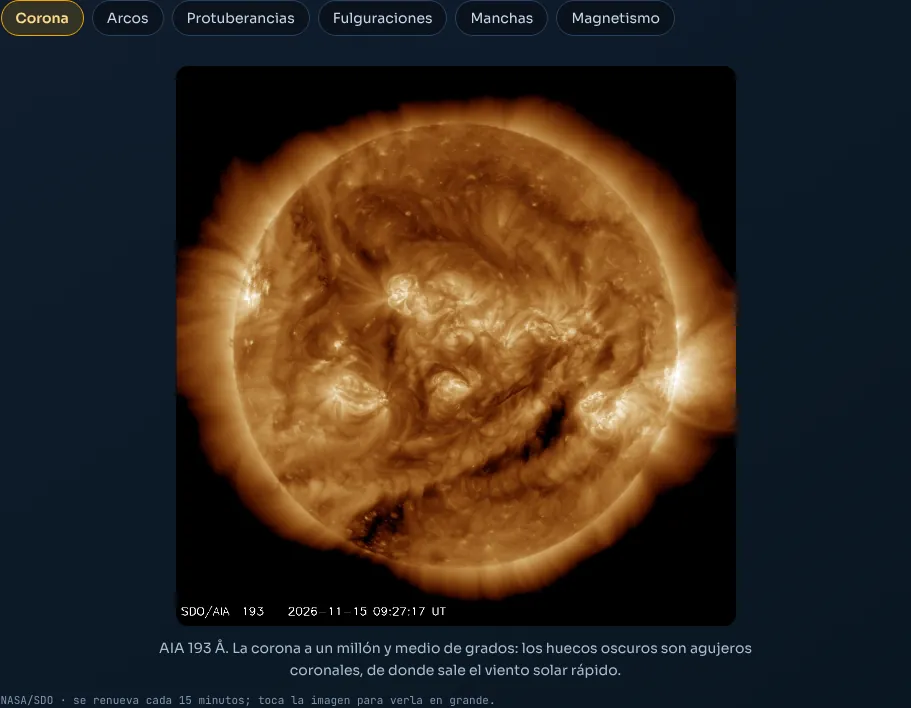 Corona Arcos Protuberancias Fulguraciones Manchas Magnetismo
SDO/AIA 193 2026-11-15 09:27:17 UT
AIA 193 Å. La corona a un millón y medio de grados: los huecos oscuros son agujeros
coronales, de donde sale el viento solar rápido.
NASA/SDO · se renueva cada 15 minutos; toca la imagen para verla en grande.